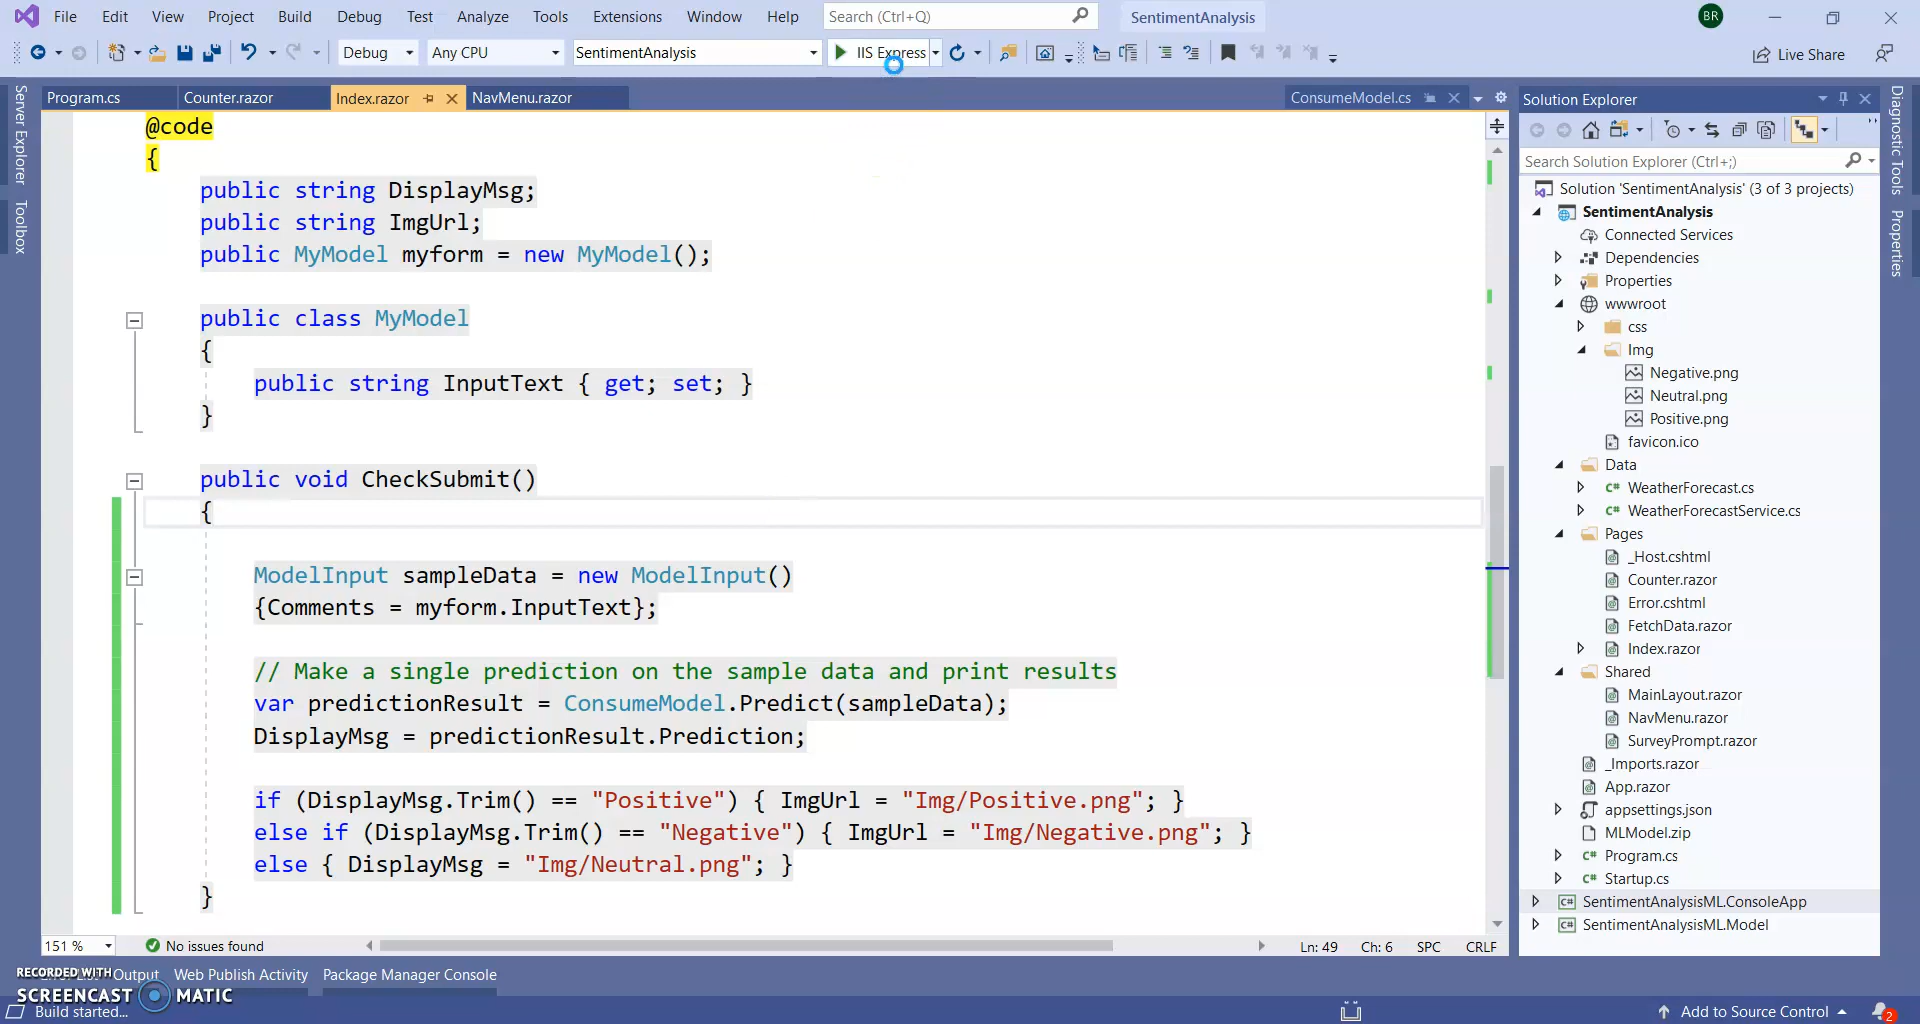 File Edit View Project Build Debug Test Analyze Tools Extensions Window Help Search (Ctrl+Q) SentimentAnalysis BR
Debug Any CPU SentimentAnalysis IIS Express Live Share
Server Explorer
Toolbox
Program.cs Counter.razor Index.razor NavMenu.razor ConsumeModel.cs
@code
{
public string DisplayMsg;
public string ImgUrl;
public MyModel myform = new MyModel();
public class MyModel
{
public string InputText { get; set; }
}
public void CheckSubmit()
{
ModelInput sampleData = new ModelInput()
{Comments = myform.InputText};
// Make a single prediction on the sample data and print results
var predictionResult = ConsumeModel.Predict(sampleData);
DisplayMsg = predictionResult.Prediction;
if (DisplayMsg.Trim() == "Positive") { ImgUrl = "Img/Positive.png"; }
else if (DisplayMsg.Trim() == "Negative") { ImgUrl = "Img/Negative.png"; }
else { DisplayMsg = "Img/Neutral.png"; }
}
151 % No issues found Ln: 49 Ch: 6 SPC CRLF
Solution Explorer
Search Solution Explorer (Ctrl+;)
Solution 'SentimentAnalysis' (3 of 3 projects)
SentimentAnalysis
Connected Services
Dependencies
Properties
wwwroot
css
Img
Negative.png
Neutral.png
Positive.png
favicon.ico
Data
C# WeatherForecast.cs
C# WeatherForecastService.cs
Pages
_Host.cshtml
Counter.razor
Error.cshtml
FetchData.razor
Index.razor
Shared
MainLayout.razor
NavMenu.razor
SurveyPrompt.razor
_Imports.razor
App.razor
appsettings.json
MLModel.zip
C# Program.cs
C# Startup.cs
C# SentimentAnalysisML.ConsoleApp
C# SentimentAnalysisML.Model
Diagnostic Tools
Properties
Output Web Publish Activity Package Manager Console
RECORDED WITH
SCREENCAST MATIC
Build started... Add to Source Control 2